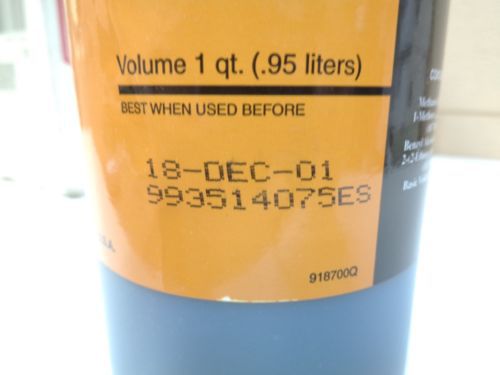 Volume 1 qt. (.95 liters)
BEST WHEN USED BEFORE
18-DEC-01
993514075ES
918700Q